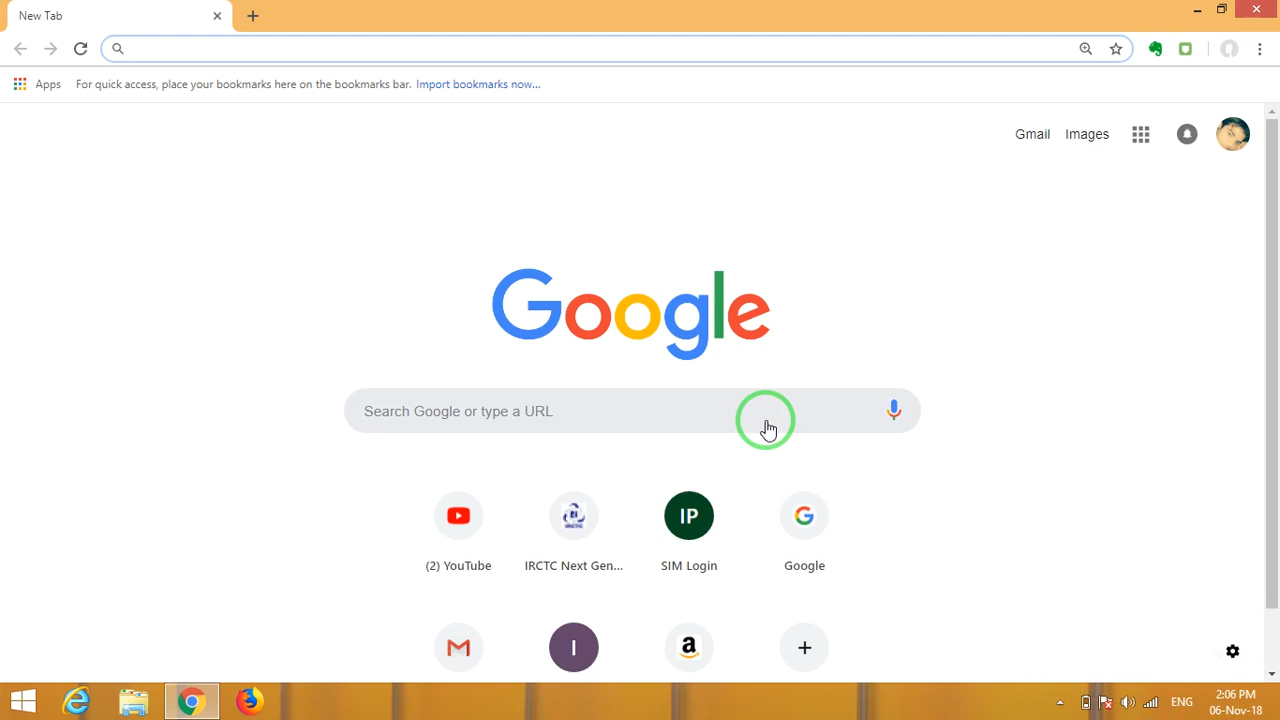 New Tab
Apps For quick access, place your bookmarks here on the bookmarks bar. Import bookmarks now...
Gmail Images
Google
Search Google or type a URL
IRCTC
IP
(2) YouTube IRCTC Next Gen... SIM Login Google
I
a
ENG
2:06 PM
06-Nov-18